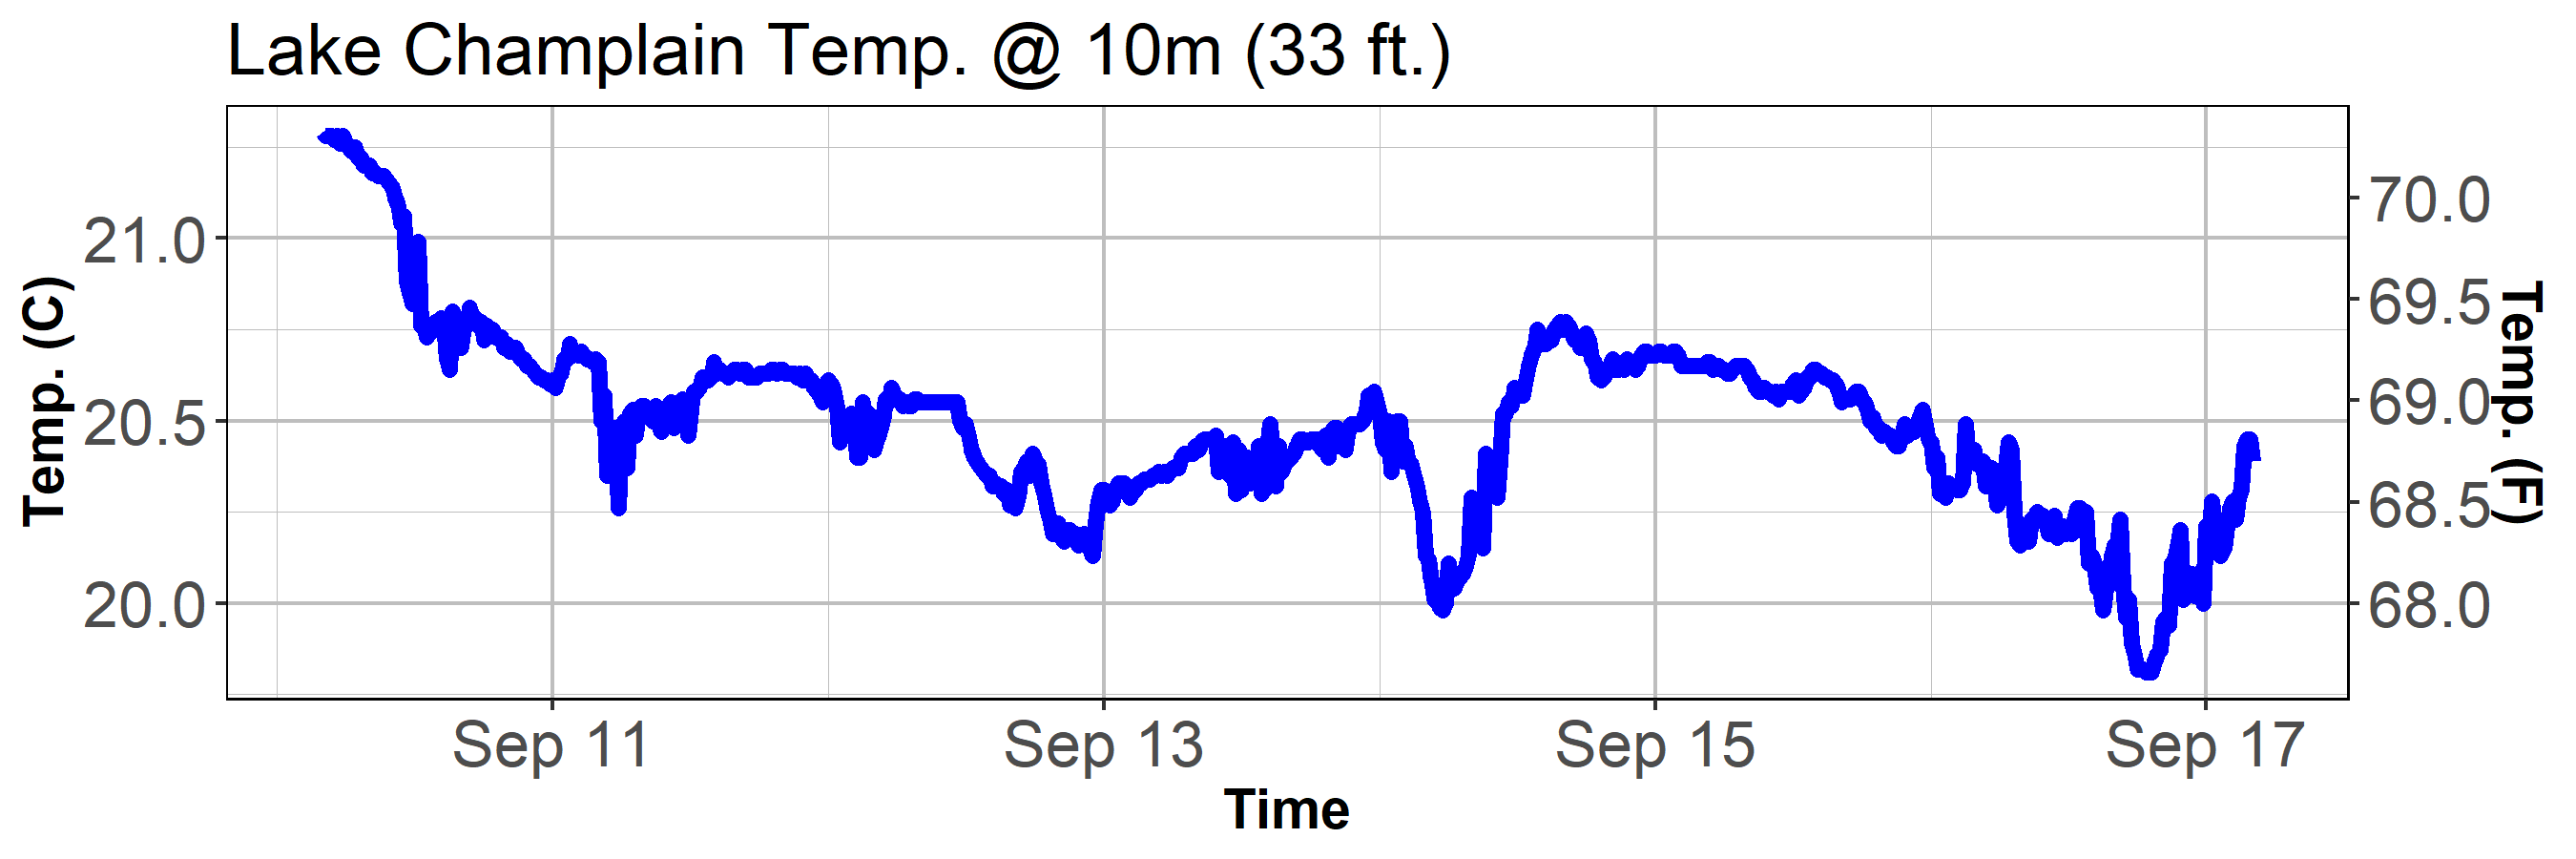 Lake Champlain Temp. @ 10m (33 ft.)
Temp. (C)
21.0
20.5
20.0
70.0
69.5
69.0
68.5
68.0
Temp. (F)
Sep 11
Sep 13
Sep 15
Sep 17
Time